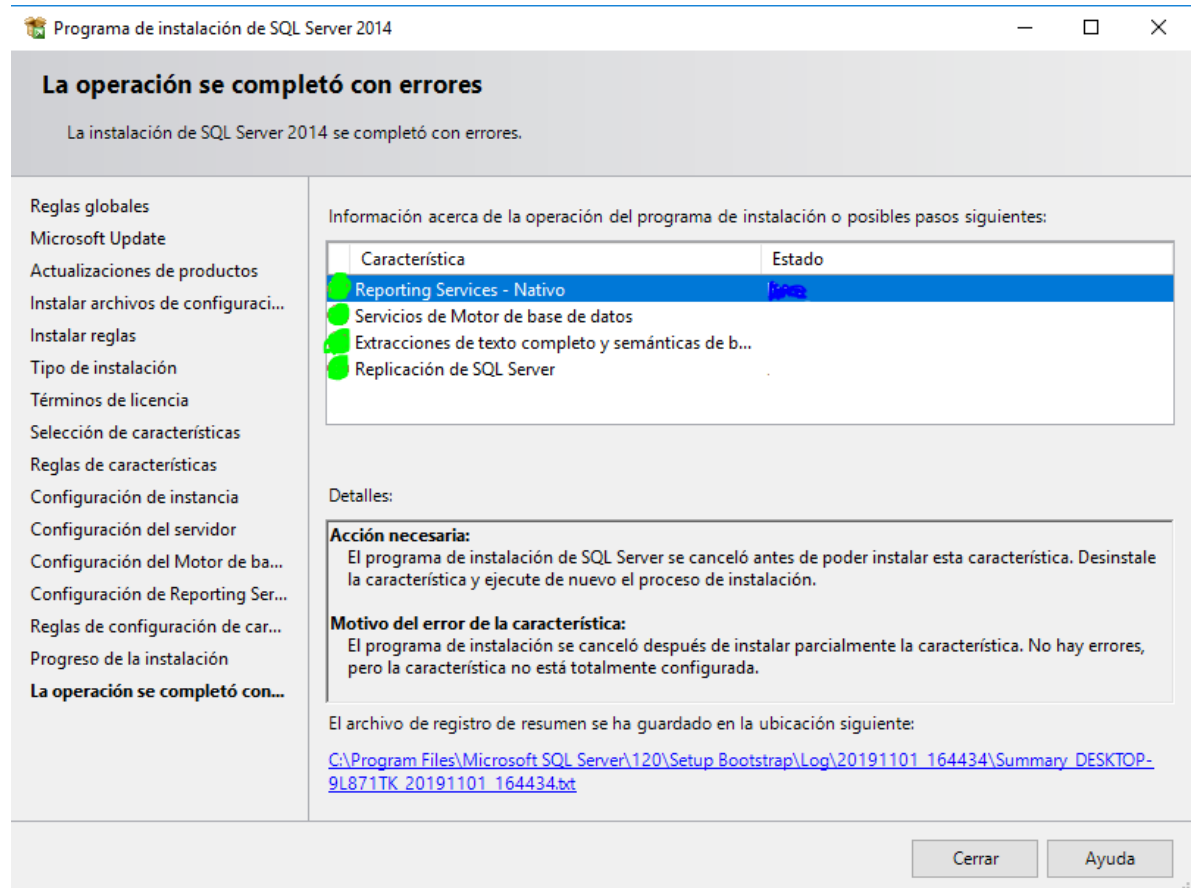 Programa de instalación de SQL Server 2014
La operación se completó con errores
La instalación de SQL Server 2014 se completó con errores.
Reglas globales
Microsoft Update
Actualizaciones de productos
Instalar archivos de configuraci...
Instalar reglas
Tipo de instalación
Términos de licencia
Selección de características
Reglas de características
Configuración de instancia
Configuración del servidor
Configuración del Motor de ba...
Configuración de Reporting Ser...
Reglas de configuración de car...
Progreso de la instalación
La operación se completó con...
Información acerca de la operación del programa de instalación o posibles pasos siguientes:
Característica Estado
Reporting Services - Nativo
Servicios de Motor de base de datos
Extracciones de texto completo y semánticas de b...
Replicación de SQL Server
Detalles:
Acción necesaria:
El programa de instalación de SQL Server se canceló antes de poder instalar esta característica. Desinstale
la característica y ejecute de nuevo el proceso de instalación.
Motivo del error de la característica:
El programa de instalación se canceló después de instalar parcialmente la característica. No hay errores,
pero la característica no está totalmente configurada.
El archivo de registro de resumen se ha guardado en la ubicación siguiente:
C:\Program Files\Microsoft SQL Server\120\Setup Bootstrap\Log\20191101_164434\Summary_DESKTOP-
9L871TK_20191101_164434.txt
Cerrar Ayuda